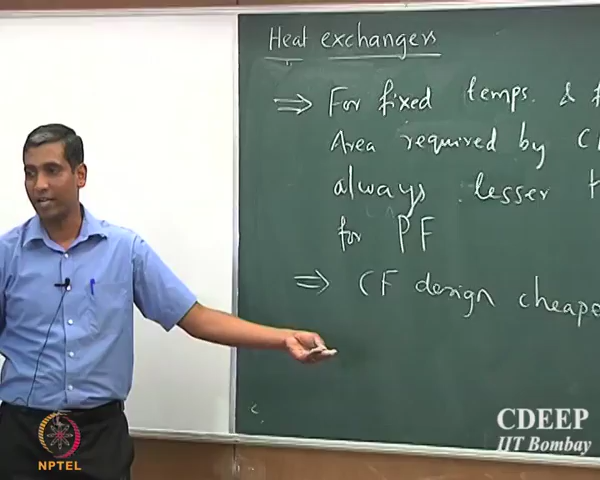 Heat exchangers
⇒ For fixed temps. & f
Area required by C
always lesser
for PF
⇒ CF design cheape
CDEEP
IIT Bombay
NPTEL